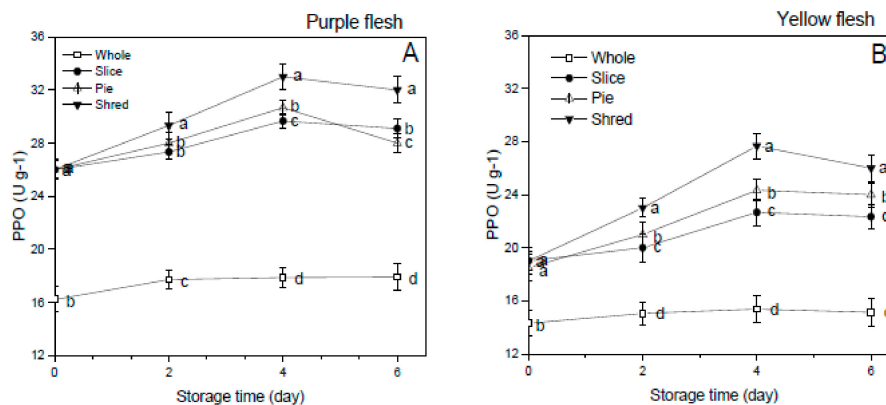 Purple flesh
A
Whole
Slice
Pie
Shred
PPO (U g-1)
36
32
28
24
20
16
12
a
a
a
a
b
b
b
c
a
b
b
c
b
c
d
d
0
2
4
6
Storage time (day)
Yellow flesh
B
Whole
Slice
Pie
Shred
PPO (U g-1)
36
32
28
24
20
16
12
a
a
a
a
a
b
c
a
b
c
a
b
b
d
d
0
2
4
6
Storage time (day)